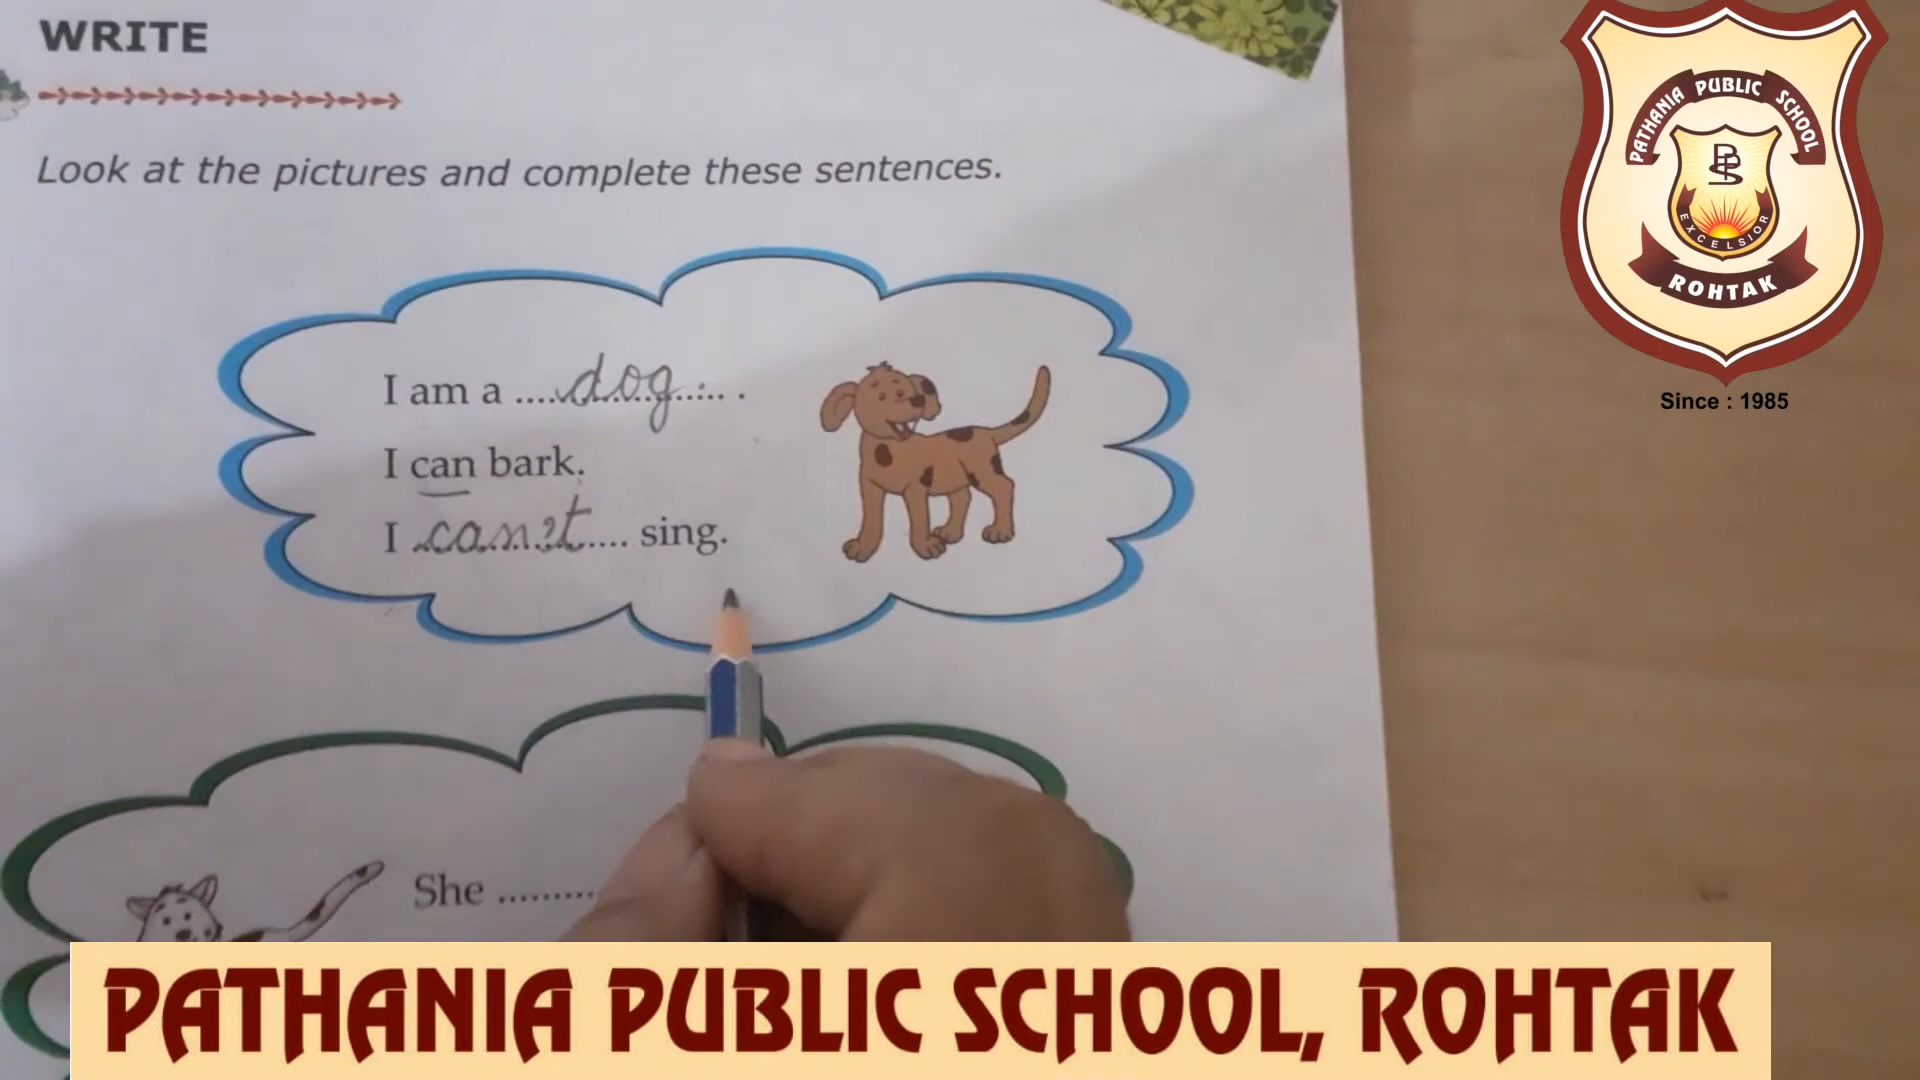 WRITE
Look at the pictures and complete these sentences.
I am a ....dog...... .
I can bark.
I ..can't.... sing.
She .........
PATHANIA PUBLIC SCHOOL
PS
EXCELSIOR
ROHTAK
Since : 1985
PATHANIA PUBLIC SCHOOL, ROHTAK